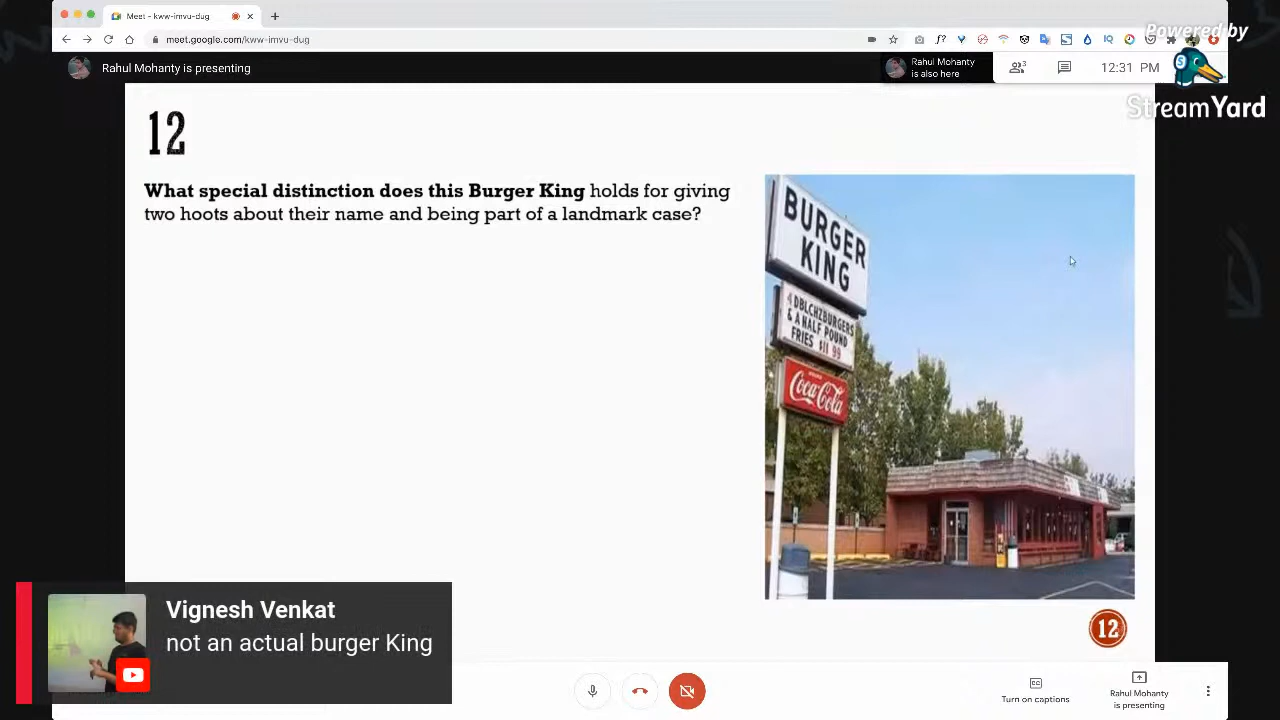 Meet - kww-imvu-dug
meet.google.com/kww-imvu-dug
Powered by
StreamYard
Rahul Mohanty is presenting
Rahul Mohanty
is also here
3
12:31 PM
12
What special distinction does this Burger King holds for giving
two hoots about their name and being part of a landmark case?
BURGER
KING
4 DBLCHZBURGERS
& A HALF POUND
FRIES $11 99
Coca-Cola
12
Vignesh Venkat
not an actual burger King
Turn on captions
Rahul Mohanty
is presenting